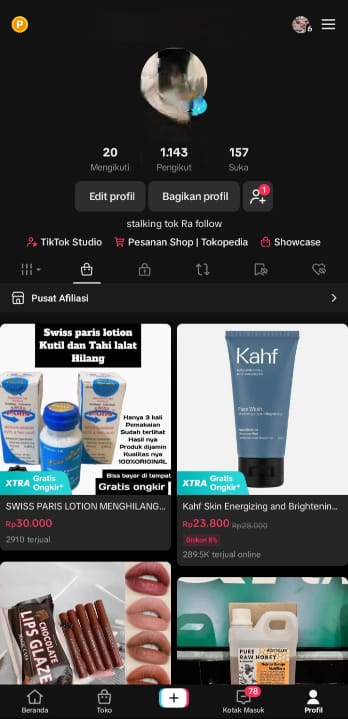 P
6
20
1.143
157
Mengikuti
Pengikut
Suka
Edit profil
Bagikan profil
1
stalking tok Ra follow
TikTok Studio
Pesanan Shop | Tokopedia
Showcase
Pusat Afiliasi
Swiss paris lotion
Kutil dan Tahi lalat
Hilang
Hanya 3 kali
Pemakaian
Sudah terlihat
Hasil nya
Produk dijamin
Kualitas nya
100%ORIGINAL
Bisa bayar di tempat
Gratis ongkir
XTRA Gratis Ongkir*
SWISS PARIS LOTION MENGHILANG...
Rp30.000
2910 terjual
Kahf
Face Wash
XTRA Gratis Ongkir*
Kahf Skin Energizing and Brightenin...
Rp23.800 Rp28.000
Diskon 8%
289.5K terjual online
CHOCOLATE
LIPS GLAZE
PURE
RAW HONEY
Beranda
Toko
78
Kotak Masuk
Profil